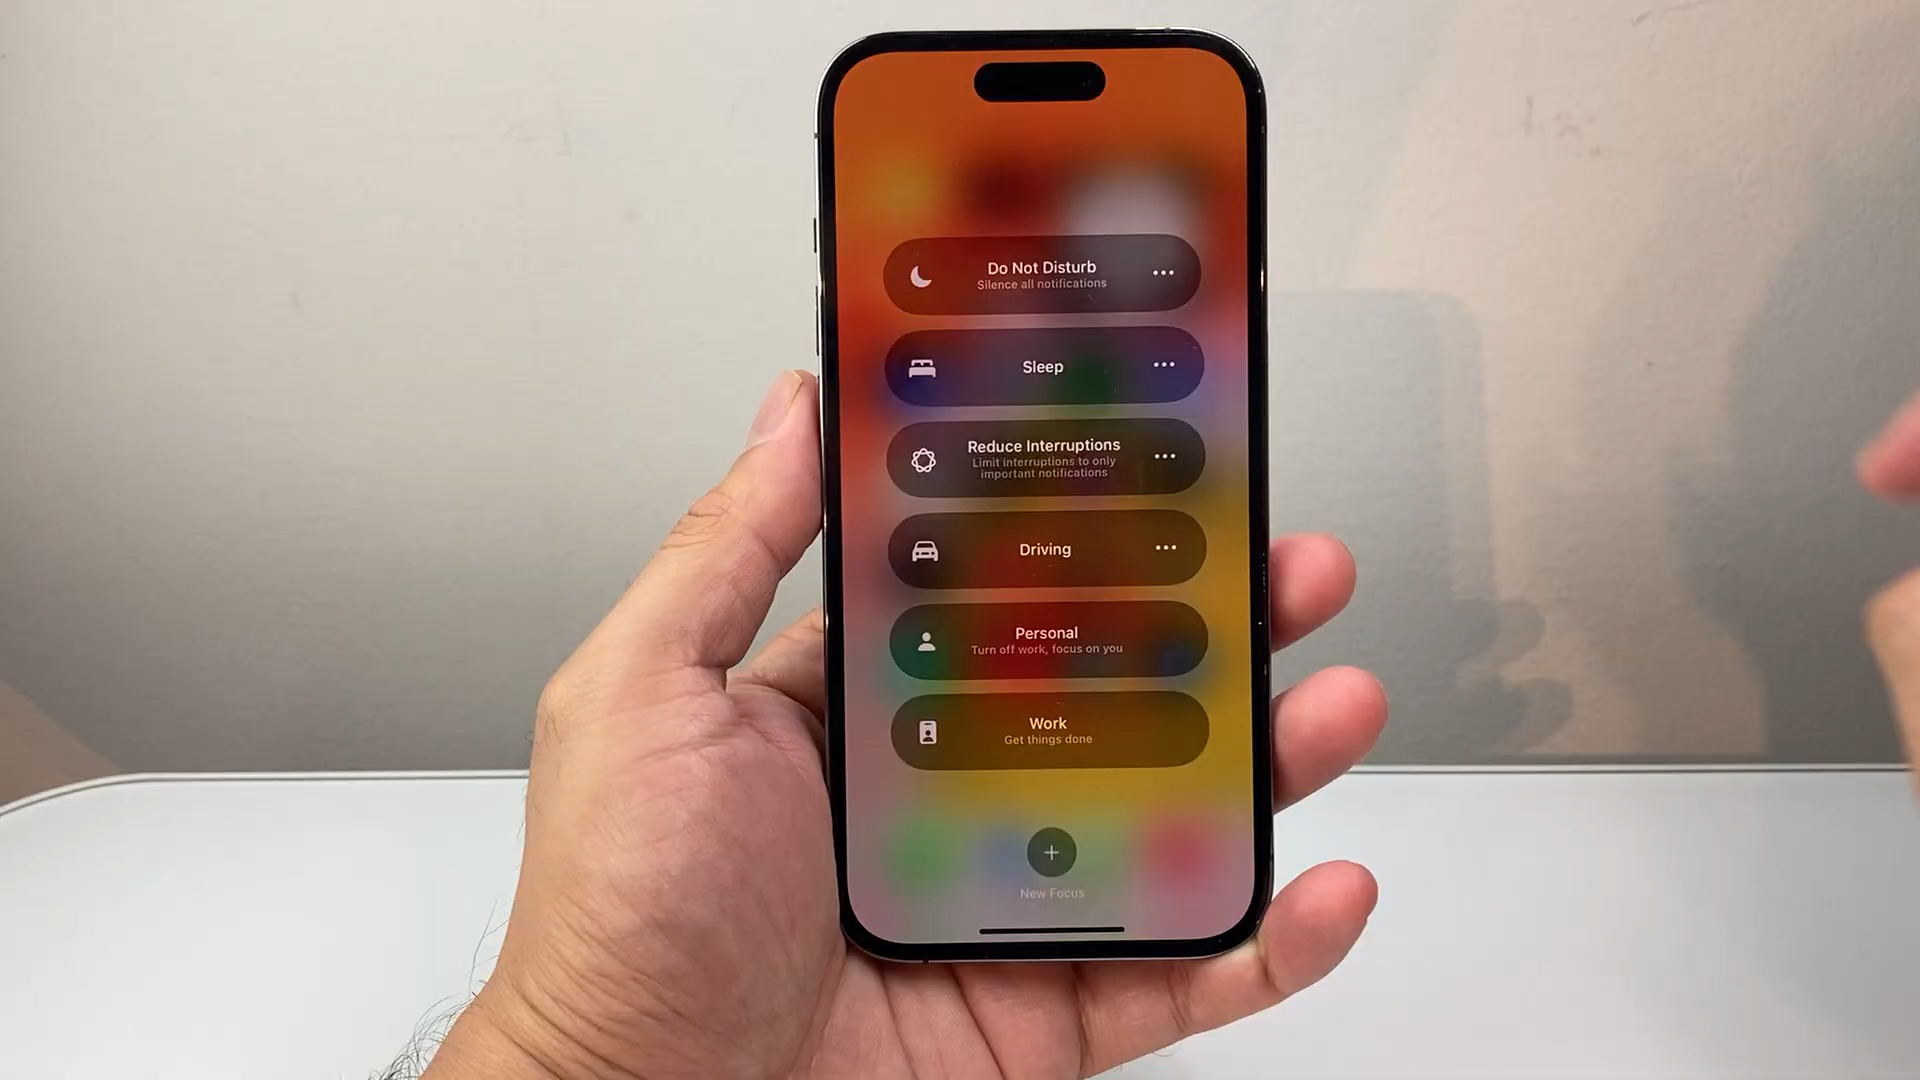 Do Not Disturb
Silence all notifications
Sleep
Reduce Interruptions
Limit interruptions to only
important notifications
Driving
Personal
Turn off work, focus on you
Work
Get things done
New Focus